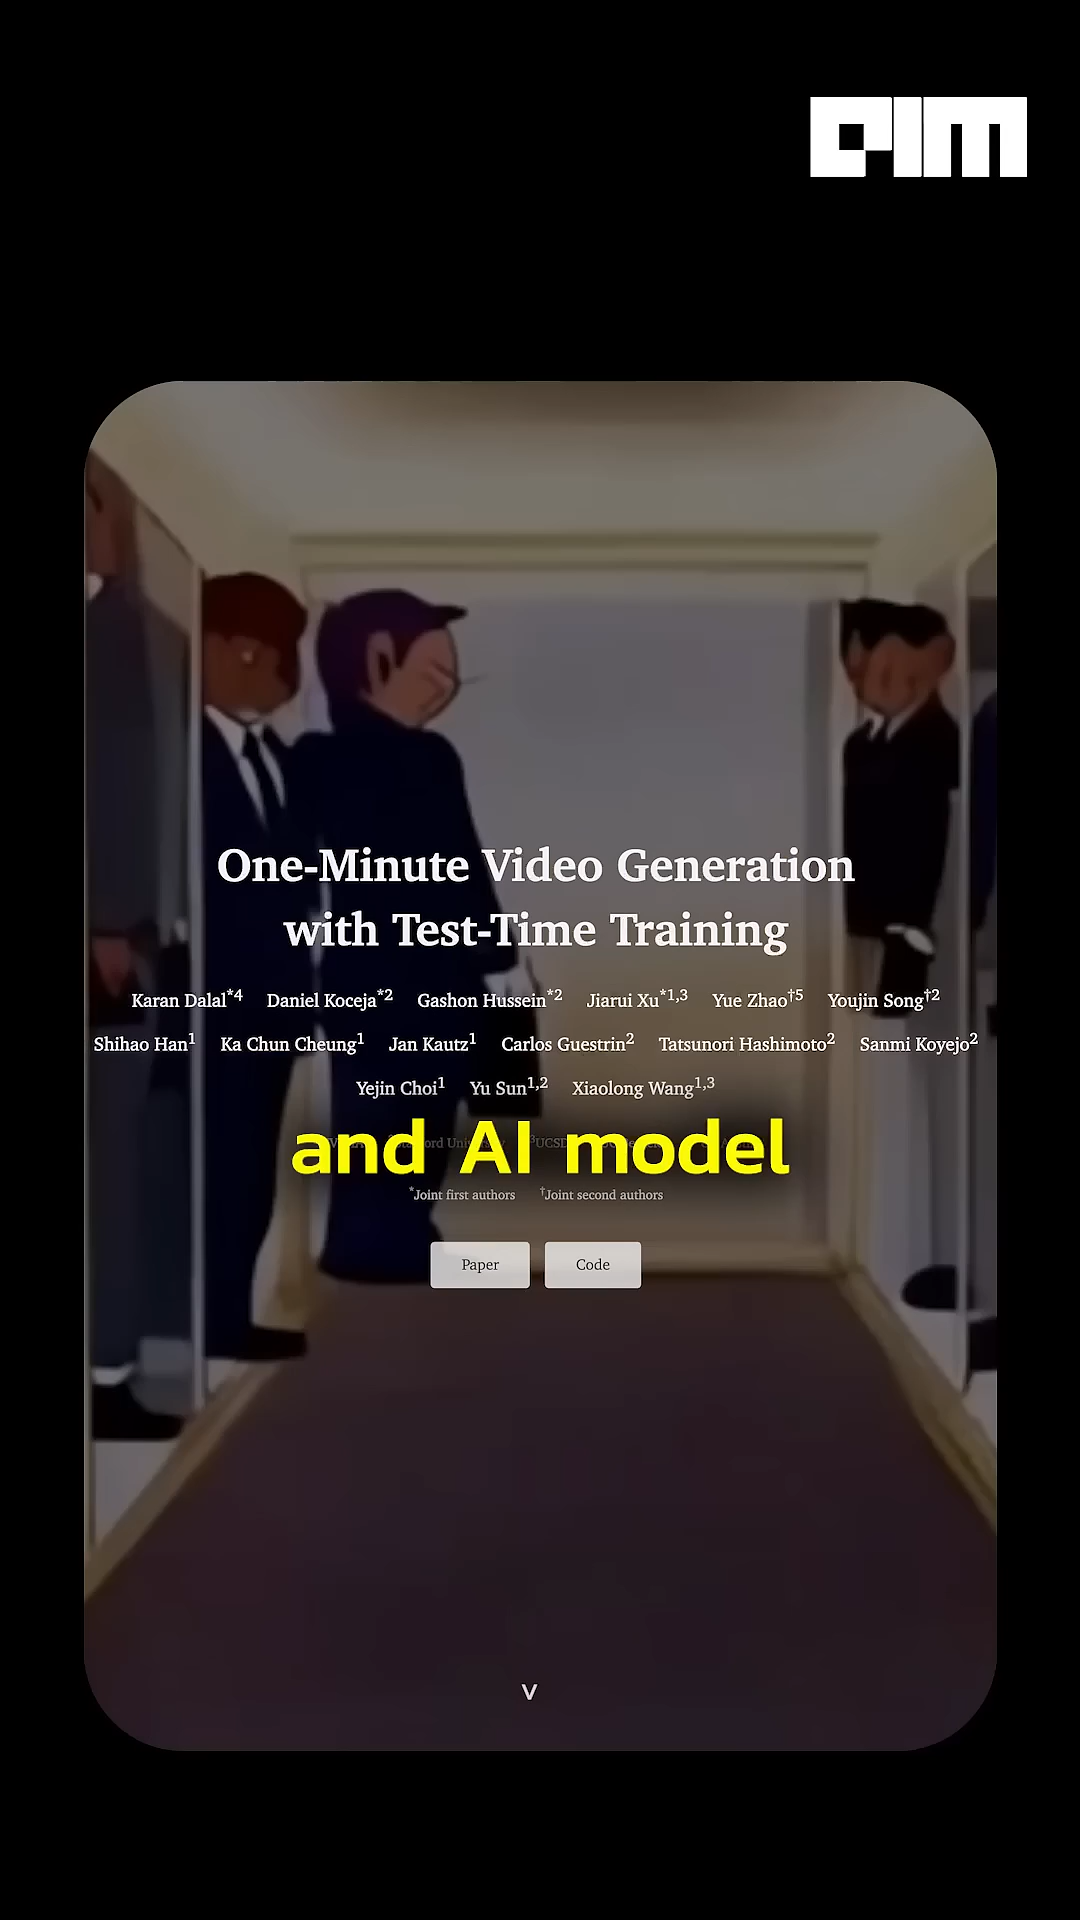 aim
One-Minute Video Generation
with Test-Time Training
Karan Dalal*4 Daniel Koceja*2 Gashon Hussein*2 Jiarui Xu*1,3 Yue Zhao†5 Youjin Song†2
Shihao Han1 Ka Chun Cheung1 Jan Kautz1 Carlos Guestrin2 Tatsunori Hashimoto2 Sanmi Koyejo2
Yejin Choi1 Yu Sun1,2 Xiaolong Wang1,3
and AI model
*Joint first authors †Joint second authors
Paper Code